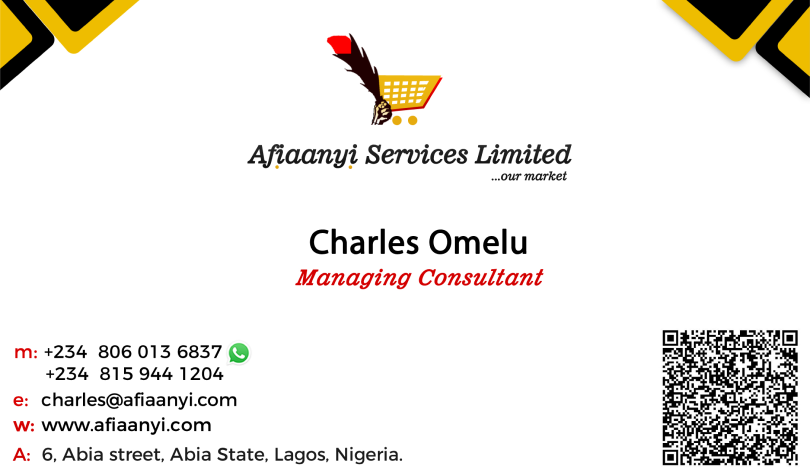 Afiaanyi Services Limited
...our market
Charles Omelu
Managing Consultant
m: +234 806 013 6837
+234 815 944 1204
e: charles@afiaanyi.com
w: www.afiaanyi.com
A: 6, Abia street, Abia State, Lagos, Nigeria.